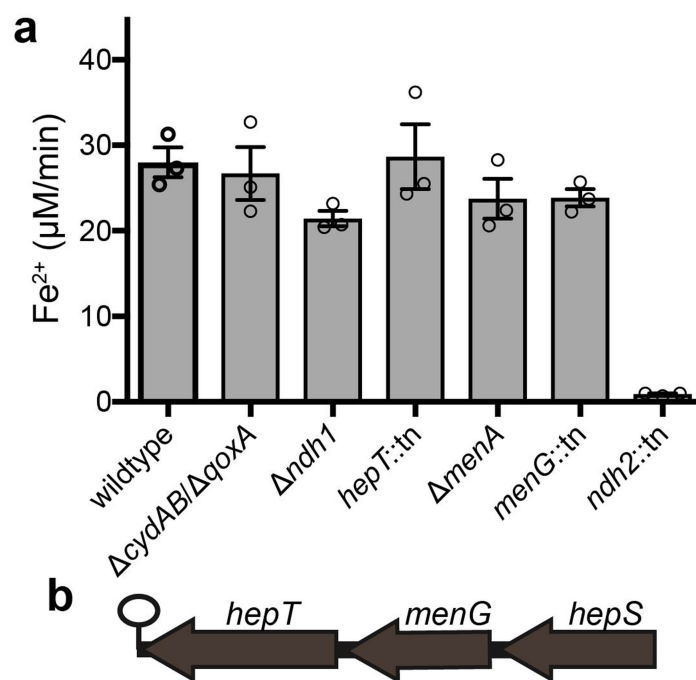 a
Fe²⁺ (µM/min)
40
30
20
10
0
wildtype
ΔcydAB/ΔqoxA
Δndh1
hepT::tn
ΔmenA
menG::tn
ndh2::tn
b
hepT
menG
hepS